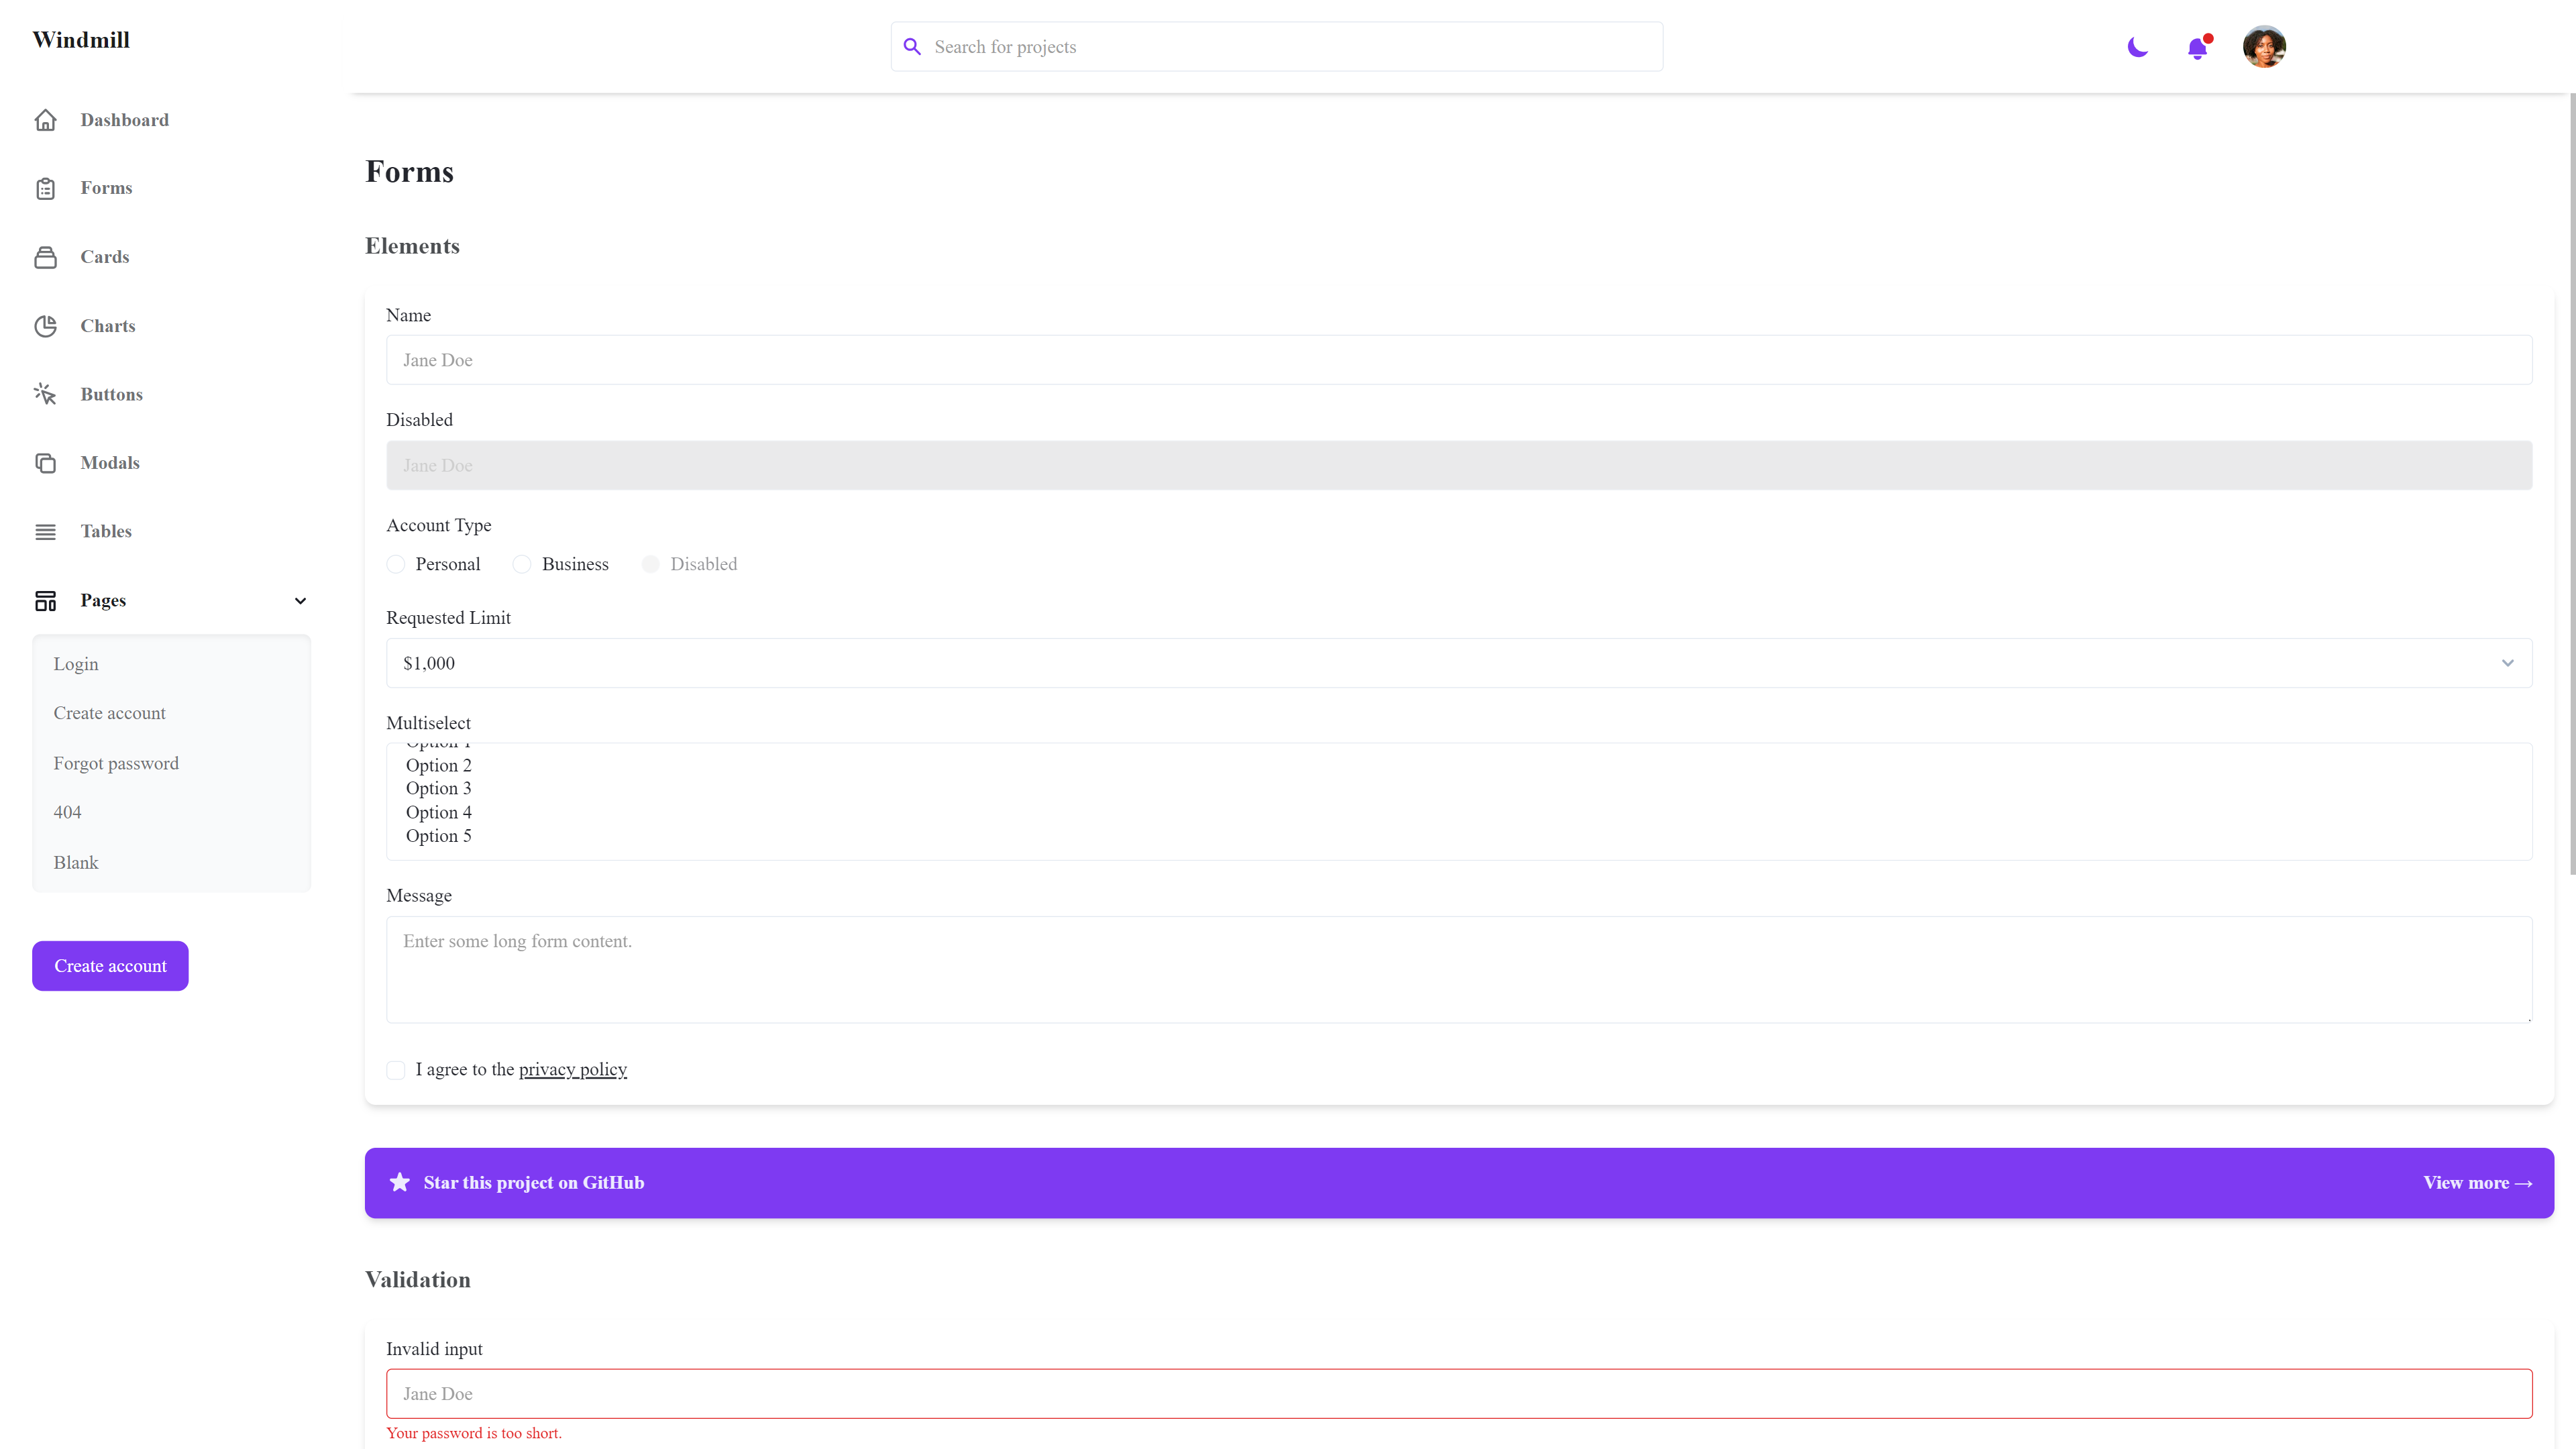 Windmill
Search for projects
Dashboard
Forms
Cards
Charts
Buttons
Modals
Tables
Pages
Login
Create account
Forgot password
404
Blank
Create account
Forms
Elements
Name
Jane Doe
Disabled
Jane Doe
Account Type
Personal Business Disabled
Requested Limit
$1,000
Multiselect
Option 1
Option 2
Option 3
Option 4
Option 5
Message
Enter some long form content.
I agree to the privacy policy
Star this project on GitHub View more →
Validation
Invalid input
Jane Doe
Your password is too short.